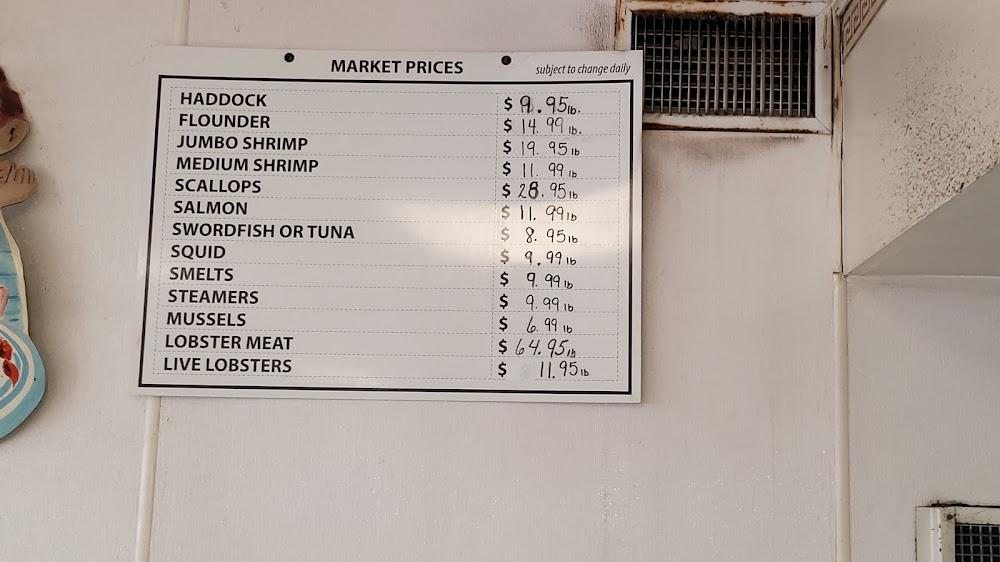 MARKET PRICES subject to change daily
HADDOCK $ 9.95 lb.
FLOUNDER $ 14.99 lb.
JUMBO SHRIMP $ 19.95 lb
MEDIUM SHRIMP $ 11.99 lb
SCALLOPS $ 28.95 lb
SALMON $ 11.99 lb
SWORDFISH OR TUNA $ 8.95 lb
SQUID $ 9.99 lb
SMELTS $ 9.99 lb
STEAMERS $ 9.99 lb
MUSSELS $ 6.99 lb
LOBSTER MEAT $ 64.95 lb
LIVE LOBSTERS $ 11.95 lb